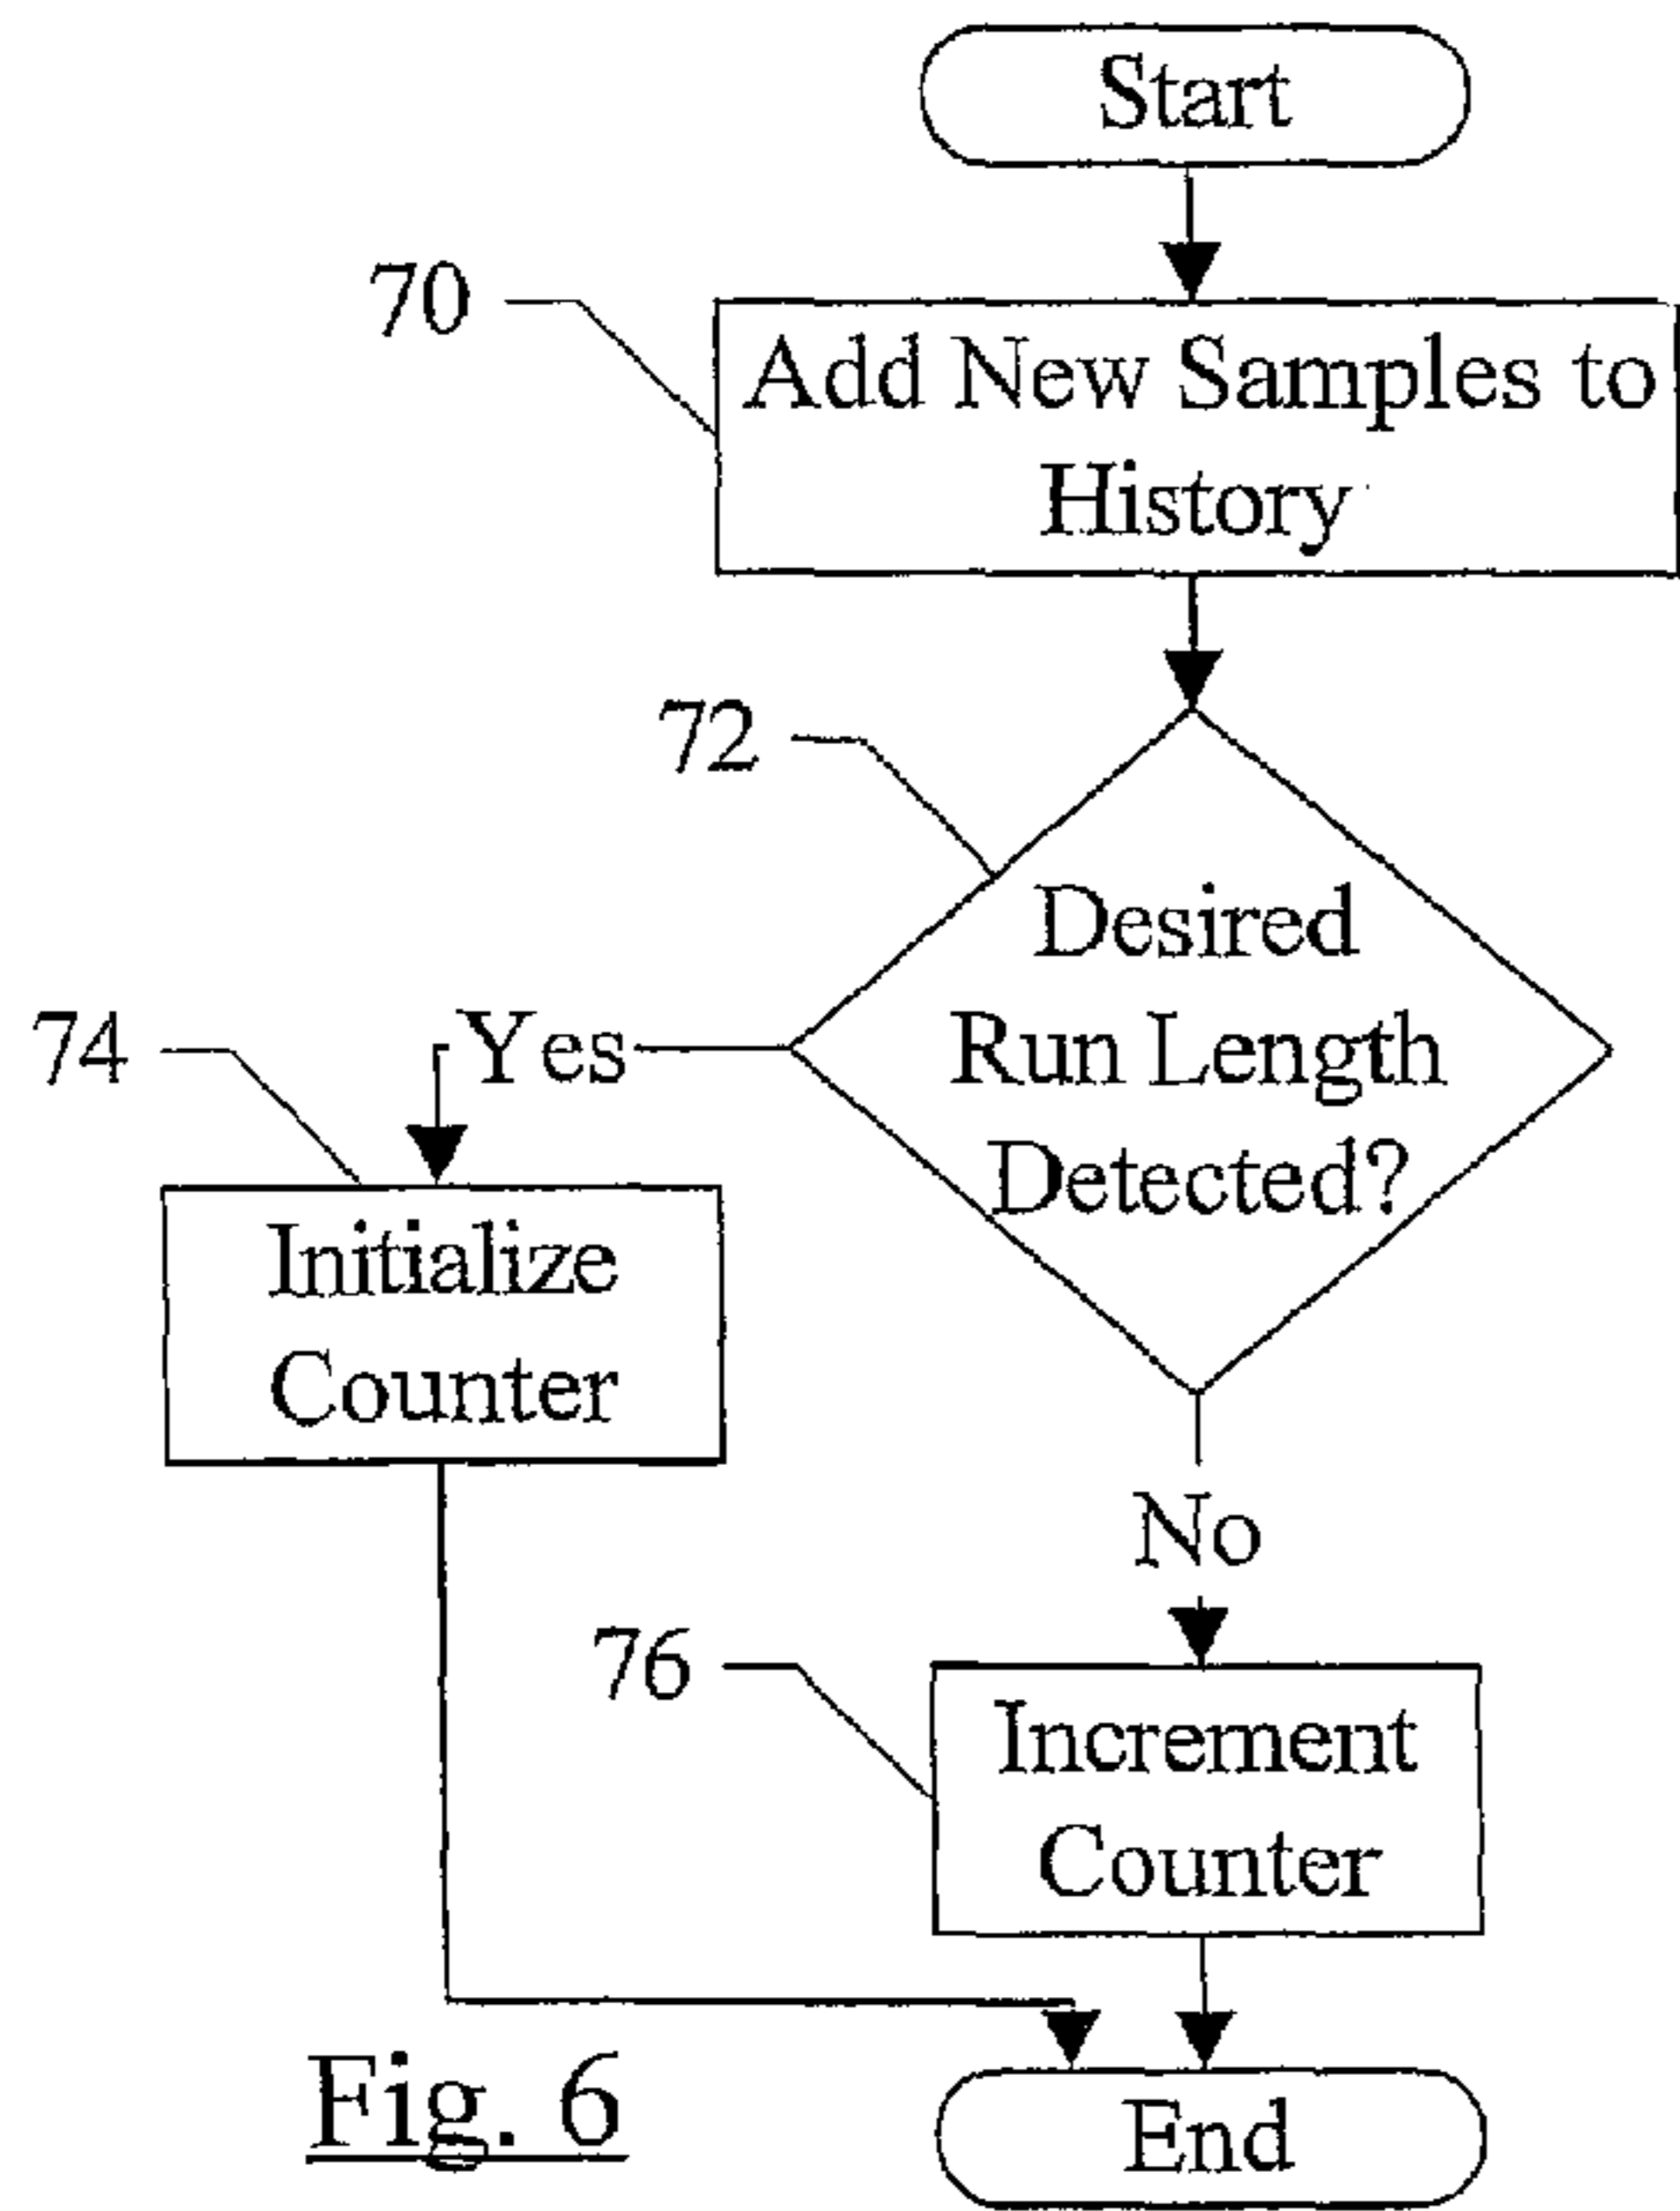 Start
70
Add New Samples to
History
72
Desired
Run Length
Detected?
Yes
74
Initialize
Counter
No
76
Increment
Counter
End
Fig. 6